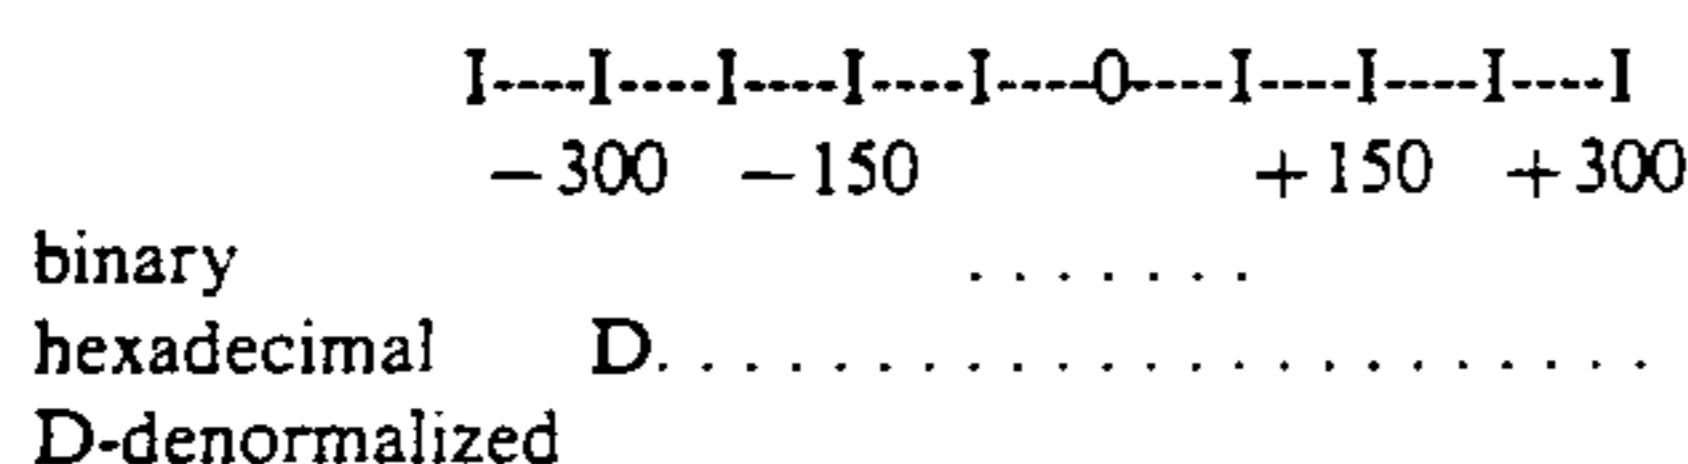 I----I----I----I----I----0----I----I----I----I
− 300 − 150 + 150 + 300
binary . . . . . . .
hexadecimal D. . . . . . . . . . . . . . . . . . . . . . .
D-denormalized